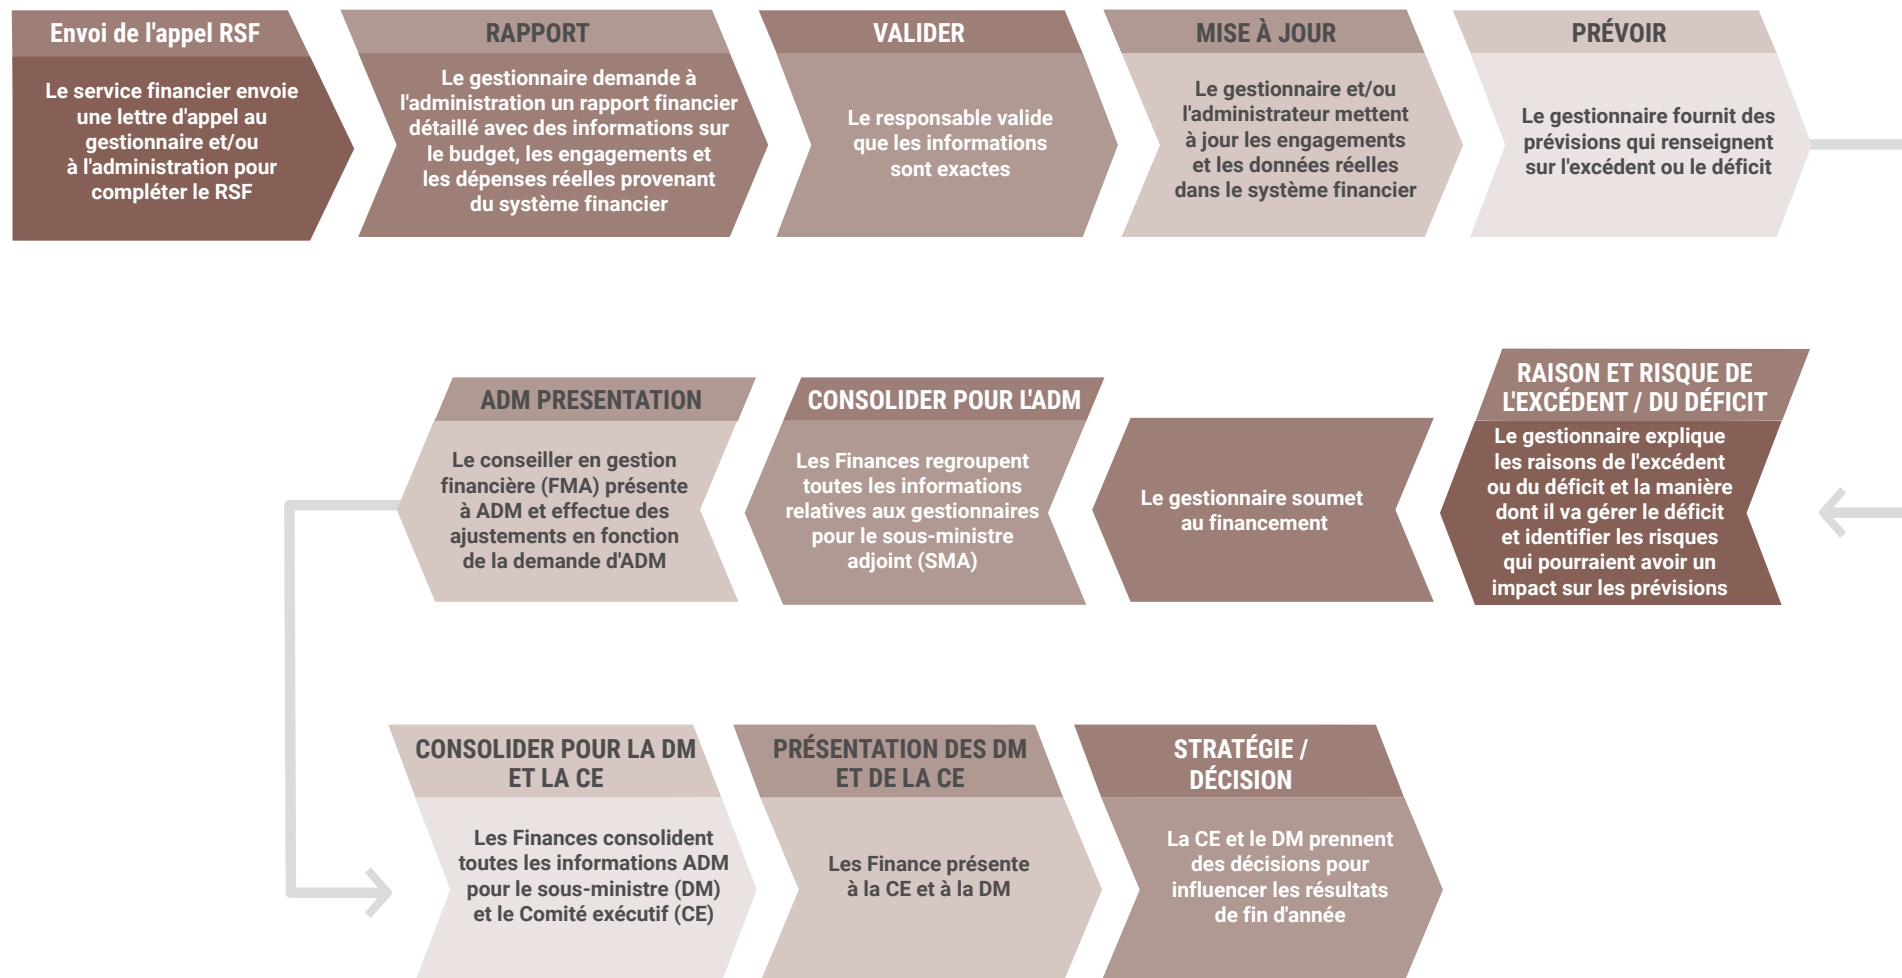 Envoi de l'appel RSF
Le service financier envoie
une lettre d'appel au
gestionnaire et/ou
à l'administration pour
compléter le RSF
RAPPORT
Le gestionnaire demande à
l'administration un rapport financier
détaillé avec des informations sur
le budget, les engagements et
les dépenses réelles provenant
du système financier
VALIDER
Le responsable valide
que les informations
sont exactes
MISE À JOUR
Le gestionnaire et/ou
l'administrateur mettent
à jour les engagements
et les données réelles
dans le système financier
PRÉVOIR
Le gestionnaire fournit des
prévisions qui renseignent
sur l'excédent ou le déficit
RAISON ET RISQUE DE
L'EXCÉDENT / DU DÉFICIT
Le gestionnaire explique
les raisons de l'excédent
ou du déficit et la manière
dont il va gérer le déficit
et identifier les risques
qui pourraient avoir un
impact sur les prévisions
Le gestionnaire soumet
au financement
CONSOLIDER POUR L'ADM
Les Finances regroupent
toutes les informations
relatives aux gestionnaires
pour le sous-ministre
adjoint (SMA)
ADM PRESENTATION
Le conseiller en gestion
financière (FMA) présente
à ADM et effectue des
ajustements en fonction
de la demande d'ADM
CONSOLIDER POUR LA DM
ET LA CE
Les Finances consolident
toutes les informations ADM
pour le sous-ministre (DM)
et le Comité exécutif (CE)
PRÉSENTATION DES DM
ET DE LA CE
Les Finance présente
à la CE et à la DM
STRATÉGIE /
DÉCISION
La CE et le DM prennent
des décisions pour
influencer les résultats
de fin d'année